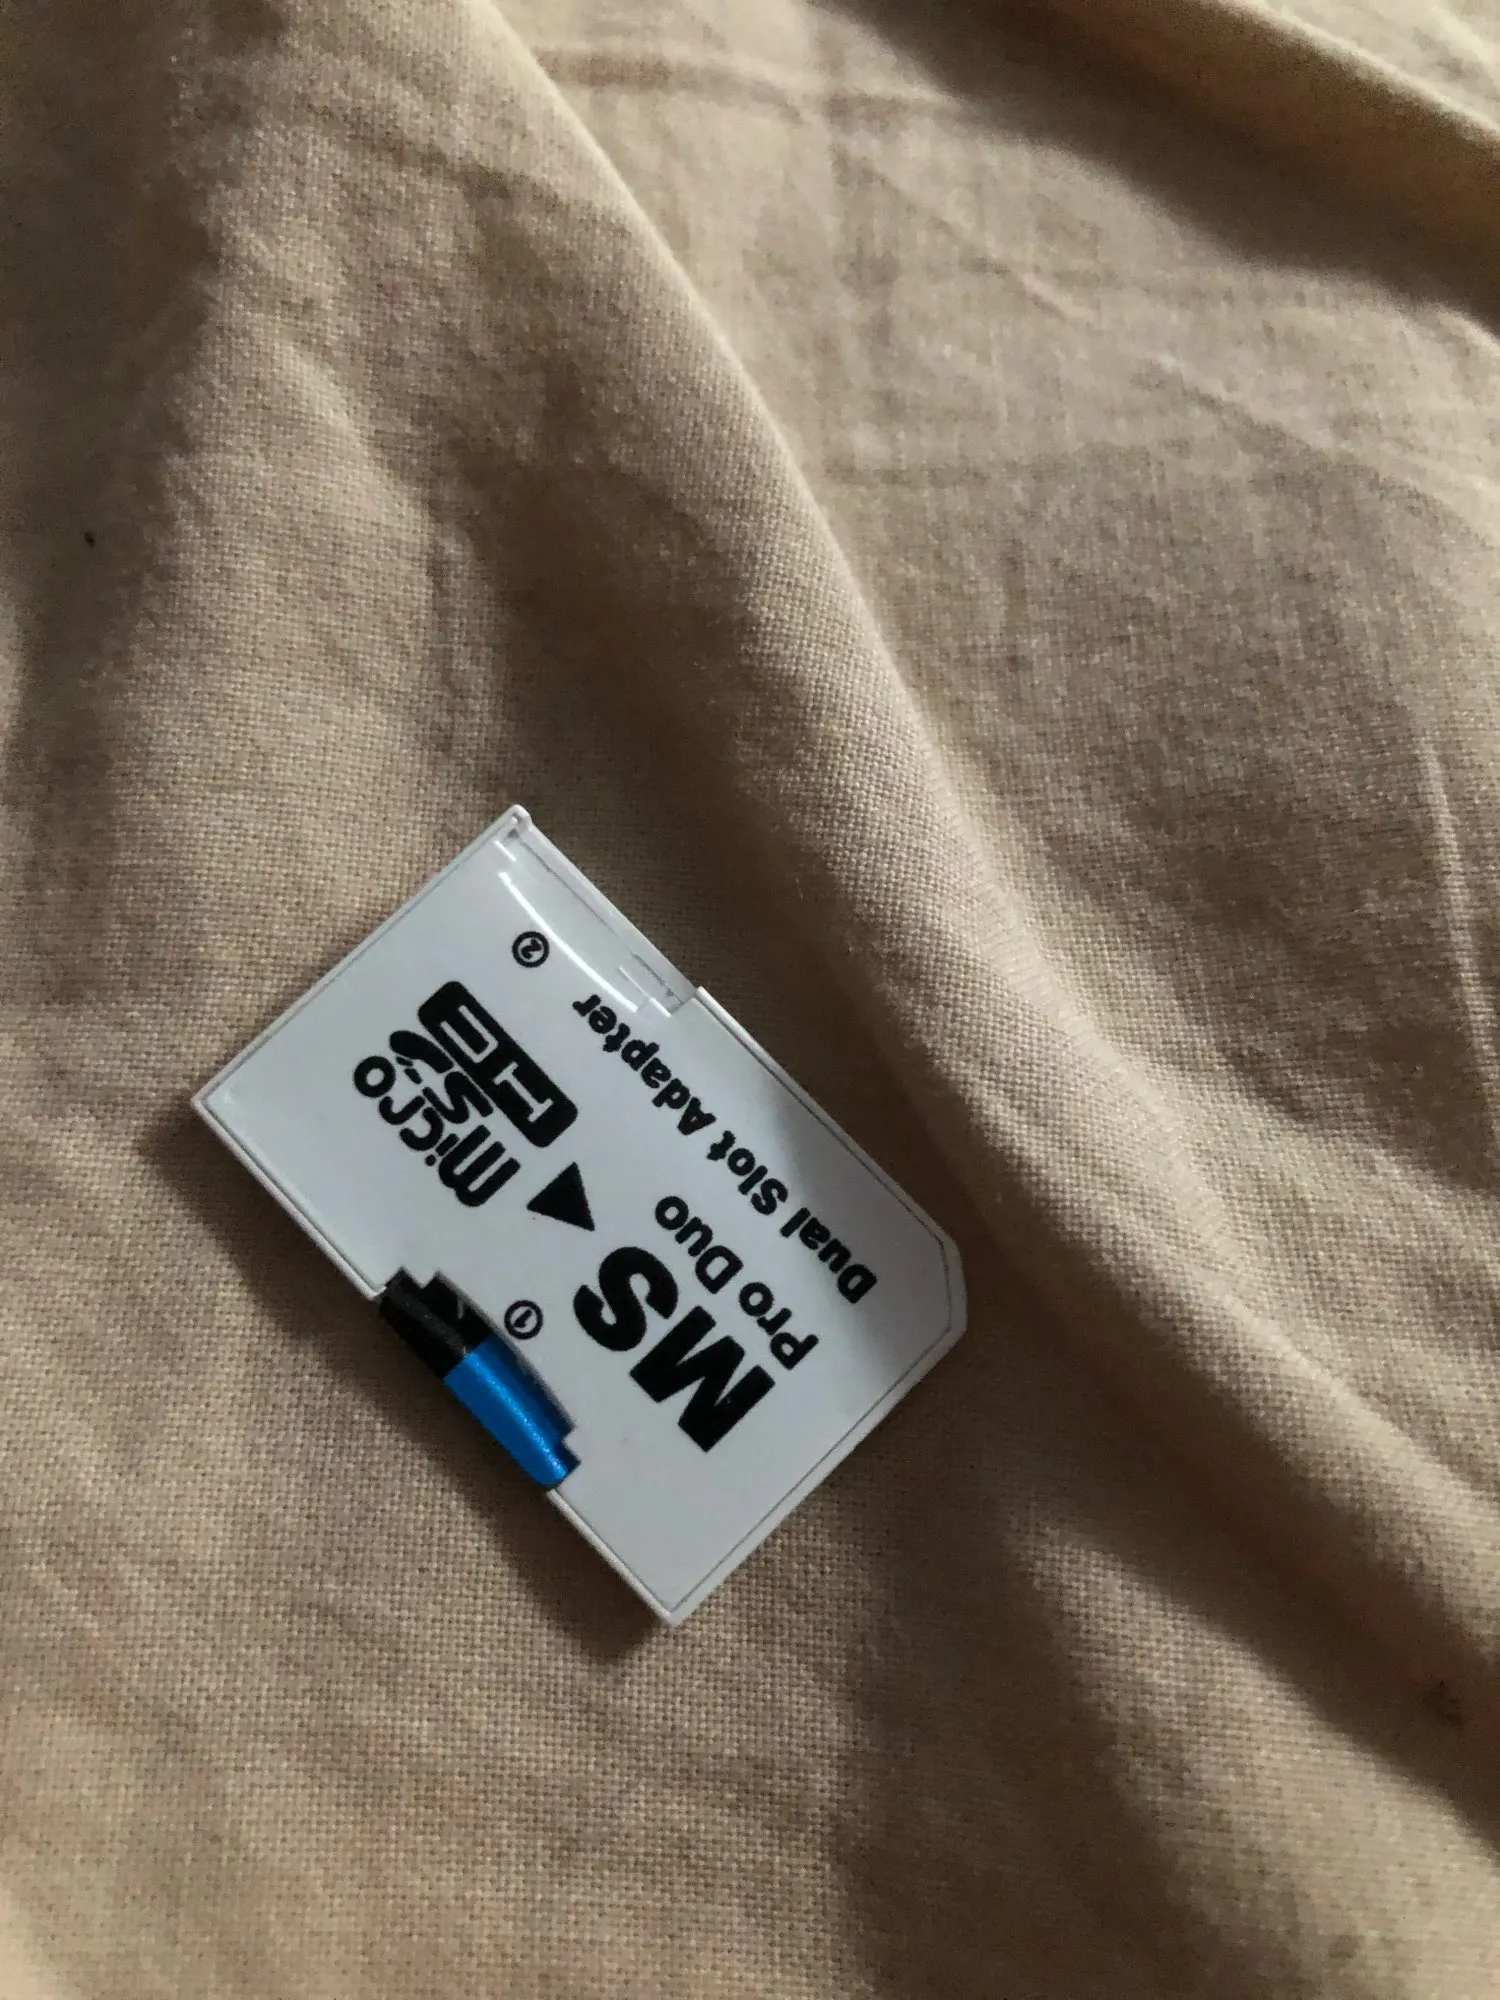 ②
micro
SD
HC
①
MS
Pro Duo
Dual Slot Adapter